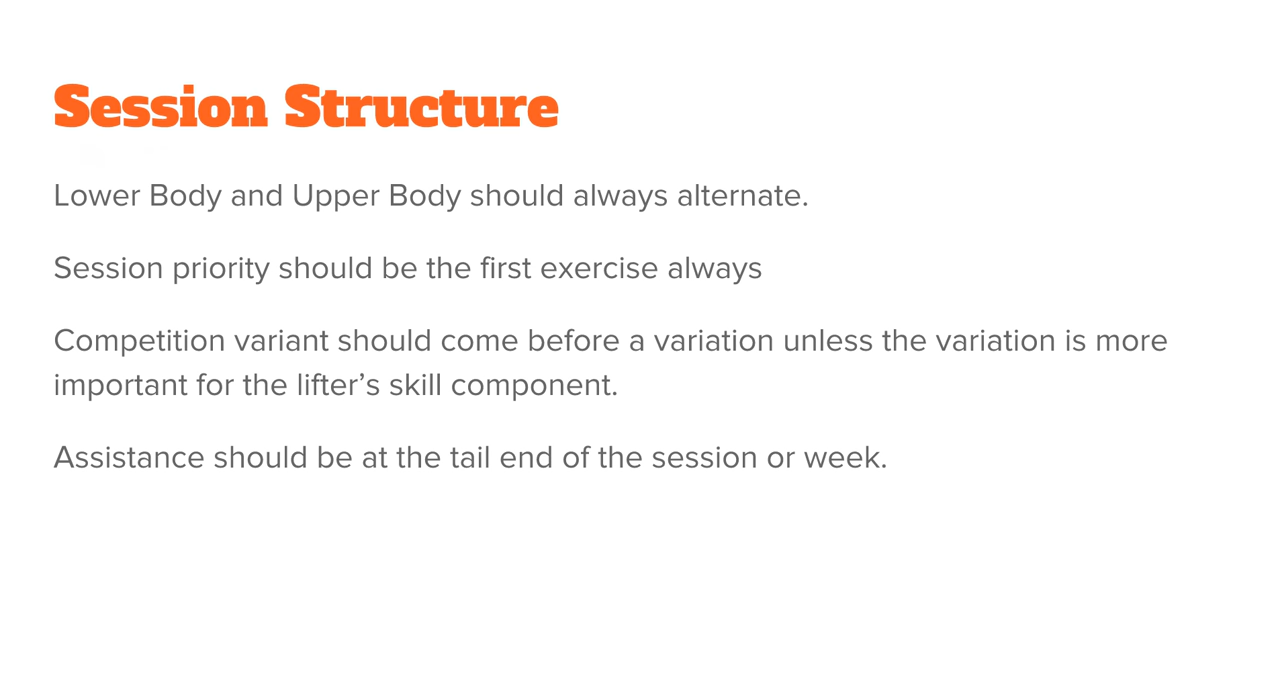 Session Structure
Lower Body and Upper Body should always alternate.
Session priority should be the first exercise always
Competition variant should come before a variation unless the variation is more
important for the lifter’s skill component.
Assistance should be at the tail end of the session or week.